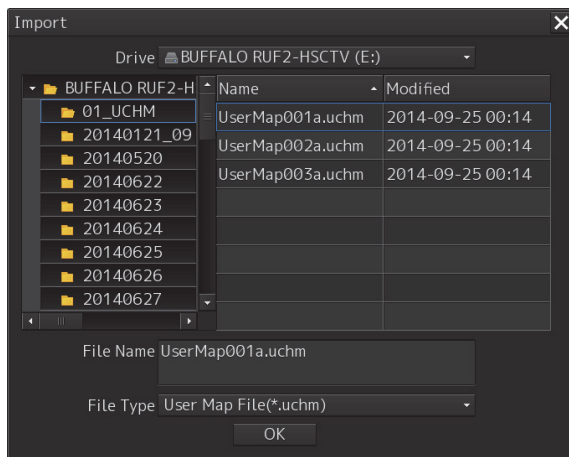 Import
Drive BUFFALO RUF2-HSCTV (E:)
BUFFALO RUF2-H
01_UCHM
20140121_09
20140520
20140622
20140623
20140624
20140625
20140626
20140627
Name Modified
UserMap001a.uchm 2014-09-25 00:14
UserMap002a.uchm 2014-09-25 00:14
UserMap003a.uchm 2014-09-25 00:14
File Name UserMap001a.uchm
File Type User Map File(*.uchm)
OK